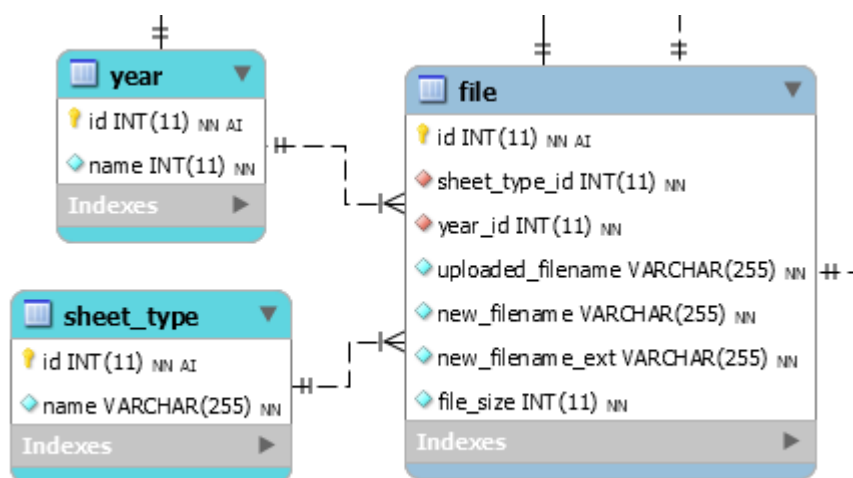 year
id INT(11) NN AI
name INT(11) NN
Indexes
sheet_type
id INT(11) NN AI
name VARCHAR(255) NN
Indexes
file
id INT(11) NN AI
sheet_type_id INT(11) NN
year_id INT(11) NN
uploaded_filename VARCHAR(255) NN
new_filename VARCHAR(255) NN
new_filename_ext VARCHAR(255) NN
file_size INT(11) NN
Indexes